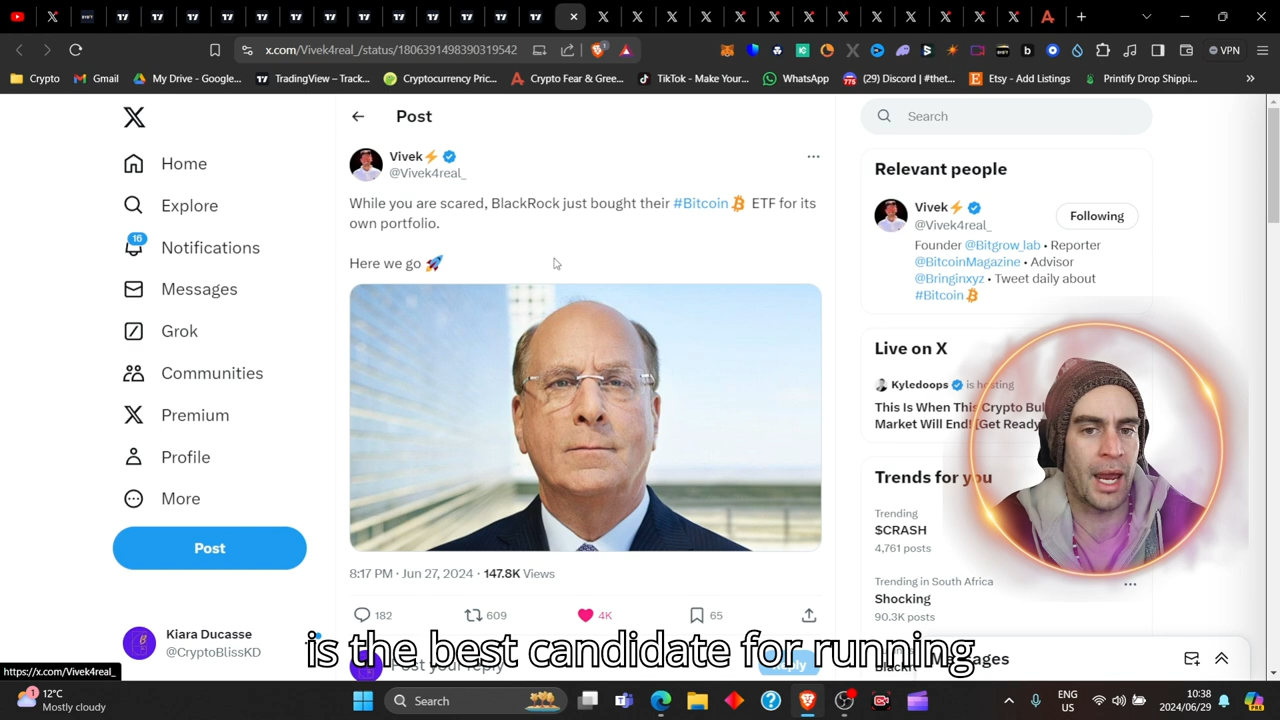 x.com/Vivek4real_/status/1806391498390319542
VPN
Crypto
Gmail
My Drive - Google...
TradingView – Track...
Cryptocurrency Pric...
Crypto Fear & Gree...
TikTok - Make Your...
WhatsApp
(29) Discord | #thet...
Etsy - Add Listings
Printify Drop Shippi...
Home
Explore
16
Notifications
Messages
Grok
Communities
Premium
Profile
More
Post
Kiara Ducasse
@CryptoBlissKD
Post
Vivek⚡
@Vivek4real_
While you are scared, BlackRock just bought their #Bitcoin ETF for its
own portfolio.
Here we go 🚀
8:17 PM · Jun 27, 2024 · 147.8K Views
182
609
4K
65
Post your reply
Reply
is the best candidate for running
Search
Relevant people
Vivek⚡
@Vivek4real_
Following
Founder @Bitgrow_lab • Reporter
@BitcoinMagazine • Advisor
@Bringinxyz • Tweet daily about
#Bitcoin
Live on X
Kyledoops is hosting
This Is When This Crypto Bul
Market Will End! [Get Ready
Trends for you
Trending
$CRASH
4,761 posts
Trending in South Africa
Shocking
90.3K posts
Messages
https://x.com/Vivek4real_
1
12°C
Mostly cloudy
Search
ENG
US
10:38
2024/06/29